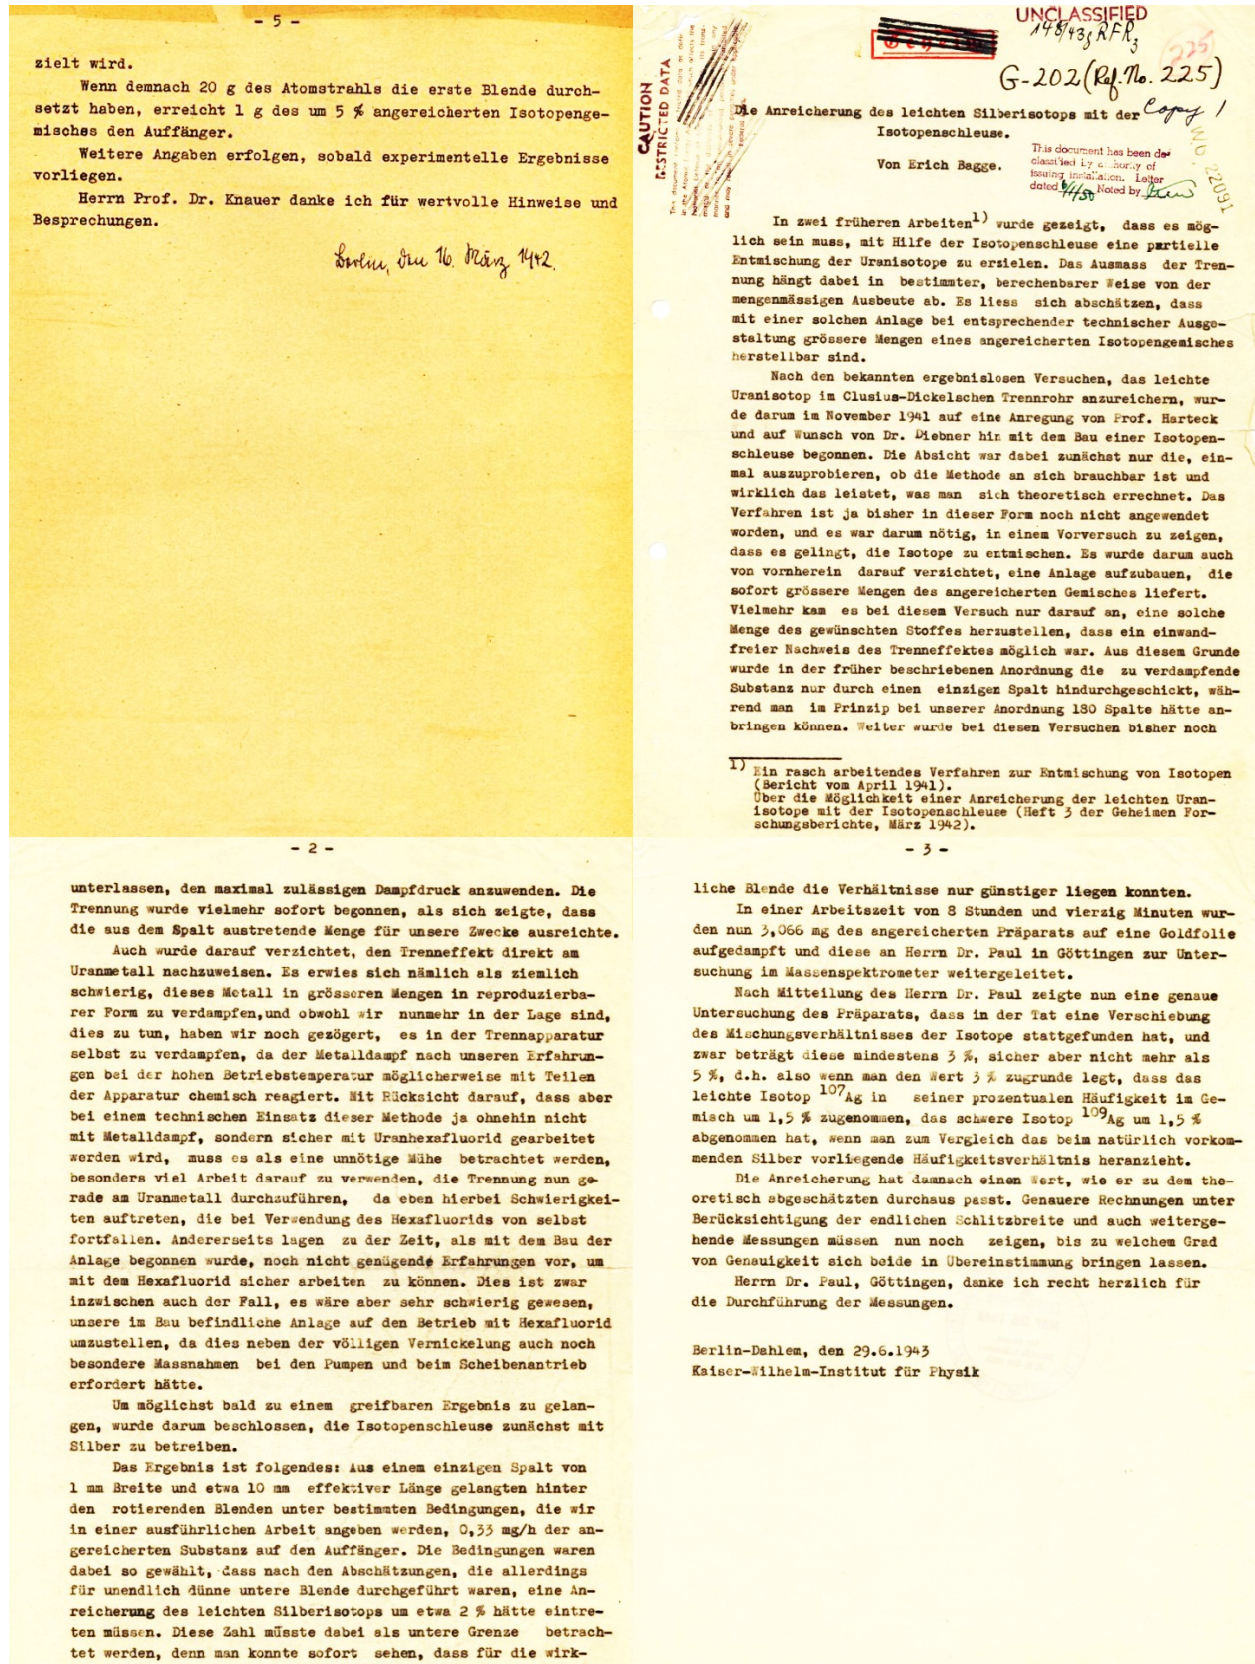 - 5 -
zielt wird.
Wenn demnach 20 g des Atomstrahls die erste Blende durch-
setzt haben, erreicht 1 g des um 5 % angereicherten Isotopenge-
misches den Auffänger.
Weitere Angaben erfolgen, sobald experimentelle Ergebnisse
vorliegen.
Herrn Prof. Dr. Knauer danke ich für wertvolle Hinweise und
Besprechungen.
Berlin, den 16. März 1942.
UNCLASSIFIED
Geheim
225
G-202 (Ref. No. 225)
Copy 1
CAUTION
RESTRICTED DATA
Die Anreicherung des leichten Silberisotops mit der
Isotopenschleuse.
Von Erich Bagge.
This document has been de-
classified by authority of
issuing installation. Letter
dated Noted by
W.O. 22091
In zwei früheren Arbeiten1) wurde gezeigt, dass es mög-
lich sein muss, mit Hilfe der Isotopenschleuse eine partielle
Entmischung der Uranisotope zu erzielen. Das Ausmass der Tren-
nung hängt dabei in bestimmter, berechenbarer Weise von der
mengenmässigen Ausbeute ab. Es liess sich abschätzen, dass
mit einer solchen Anlage bei entsprechender technischer Ausge-
staltung grössere Mengen eines angereicherten Isotopengemisches
herstellbar sind.
Nach den bekannten ergebnislosen Versuchen, das leichte
Uranisotop im Clusius-Dickelschen Trennrohr anzureichern, wur-
de darum im November 1941 auf eine Anregung von Prof. Harteck
und auf Wunsch von Dr. Diebner hin mit dem Bau einer Isotopen-
schleuse begonnen. Die Absicht war dabei zunächst nur die, ein-
mal auszuprobieren, ob die Methode an sich brauchbar ist und
wirklich das leistet, was man sich theoretisch errechnet. Das
Verfahren ist ja bisher in dieser Form noch nicht angewendet
worden, und es war darum nötig, in einem Vorversuch zu zeigen,
dass es gelingt, die Isotope zu entmischen. Es wurde darum auch
von vornherein darauf verzichtet, eine Anlage aufzubauen, die
sofort grössere Mengen des angereicherten Gemisches liefert.
Vielmehr kam es bei diesem Versuch nur darauf an, eine solche
Menge des gewünschten Stoffes herzustellen, dass ein einwand-
freier Nachweis des Trenneffektes möglich war. Aus diesem Grunde
wurde in der früher beschriebenen Anordnung die zu verdampfende
Substanz nur durch einen einzigen Spalt hindurchgeschickt, wäh-
rend man im Prinzip bei unserer Anordnung 180 Spalte hätte an-
bringen können. Weiter wurde bei diesen Versuchen bisher noch
1) Ein rasch arbeitendes Verfahren zur Entmischung von Isotopen
(Bericht vom April 1941).
Über die Möglichkeit einer Anreicherung der leichten Uran-
isotope mit der Isotopenschleuse (Heft 3 der Geheimen For-
schungsberichte, März 1942).
- 2 -
unterlassen, den maximal zulässigen Dampfdruck anzuwenden. Die
Trennung wurde vielmehr sofort begonnen, als sich zeigte, dass
die aus dem Spalt austretende Menge für unsere Zwecke ausreichte.
Auch wurde darauf verzichtet, den Trenneffekt direkt am
Uranmetall nachzuweisen. Es erwies sich nämlich als ziemlich
schwierig, dieses Metall in grösseren Mengen in reproduzierba-
rer Form zu verdampfen,und obwohl wir nunmehr in der Lage sind,
dies zu tun, haben wir noch gezögert, es in der Trennapparatur
selbst zu verdampfen, da der Metalldampf nach unseren Erfahrun-
gen bei der hohen Betriebstemperatur möglicherweise mit Teilen
der Apparatur chemisch reagiert. Mit Rücksicht darauf, dass aber
bei einem technischen Einsatz dieser Methode ja ohnehin nicht
mit Metalldampf, sondern sicher mit Uranhexafluorid gearbeitet
werden wird, muss es als eine unnötige Mühe betrachtet werden,
besonders viel Arbeit darauf zu verwenden, die Trennung nun ge-
rade am Uranmetall durchzuführen, da eben hierbei Schwierigkei-
ten auftreten, die bei Verwendung des Hexafluorids von selbst
fortfallen. Andererseits lagen zu der Zeit, als mit dem Bau der
Anlage begonnen wurde, noch nicht genügende Erfahrungen vor, um
mit dem Hexafluorid sicher arbeiten zu können. Dies ist zwar
inzwischen auch der Fall, es wäre aber sehr schwierig gewesen,
unsere im Bau befindliche Anlage auf den Betrieb mit Hexafluorid
umzustellen, da dies neben der völligen Vernickelung auch noch
besondere Massnahmen bei den Pumpen und beim Scheibenantrieb
erfordert hätte.
Um möglichst bald zu einem greifbaren Ergebnis zu gelan-
gen, wurde darum beschlossen, die Isotopenschleuse zunächst mit
Silber zu betreiben.
Das Ergebnis ist folgendes: Aus einem einzigen Spalt von
1 mm Breite und etwa 10 mm effektiver Länge gelangten hinter
den rotierenden Blenden unter bestimmten Bedingungen, die wir
in einer ausführlichen Arbeit angeben werden, 0,33 mg/h der an-
gereicherten Substanz auf den Auffänger. Die Bedingungen waren
dabei so gewählt, dass nach den Abschätzungen, die allerdings
für unendlich dünne untere Blende durchgeführt waren, eine An-
reicherung des leichten Silberisotops um etwa 2 % hätte eintre-
ten müssen. Diese Zahl müsste dabei als untere Grenze betrach-
tet werden, denn man konnte sofort sehen, dass für die wirk-
- 3 -
liche Blende die Verhältnisse nur günstiger liegen konnten.
In einer Arbeitszeit von 8 Stunden und vierzig Minuten wur-
den nun 3,066 mg des angereicherten Präparats auf eine Goldfolie
aufgedampft und diese an Herrn Dr. Paul in Göttingen zur Unter-
suchung im Massenspektrometer weitergeleitet.
Nach Mitteilung des Herrn Dr. Paul zeigte nun eine genaue
Untersuchung des Präparats, dass in der Tat eine Verschiebung
des Mischungsverhältnisses der Isotope stattgefunden hat, und
zwar beträgt diese mindestens 3 %, sicher aber nicht mehr als
5 %, d.h. also wenn man den Wert 3 % zugrunde legt, dass das
leichte Isotop 107Ag in seiner prozentualen Häufigkeit im Ge-
misch um 1,5 % zugenommen, das schwere Isotop 109Ag um 1,5 %
abgenommen hat, wenn man zum Vergleich das beim natürlich vorkom-
menden Silber vorliegende Häufigkeitsverhältnis heranzieht.
Die Anreicherung hat damnach einen Wert, wie er zu dem the-
oretisch abgeschätzten durchaus passt. Genauere Rechnungen unter
Berücksichtigung der endlichen Schlitzbreite und auch weiterge-
hende Messungen müssen nun noch zeigen, bis zu welchem Grad
von Genauigkeit sich beide in Übereinstimmung bringen lassen.
Herrn Dr. Paul, Göttingen, danke ich recht herzlich für
die Durchführung der Messungen.
Berlin-Dahlem, den 29.6.1943
Kaiser-Wilhelm-Institut für Physik